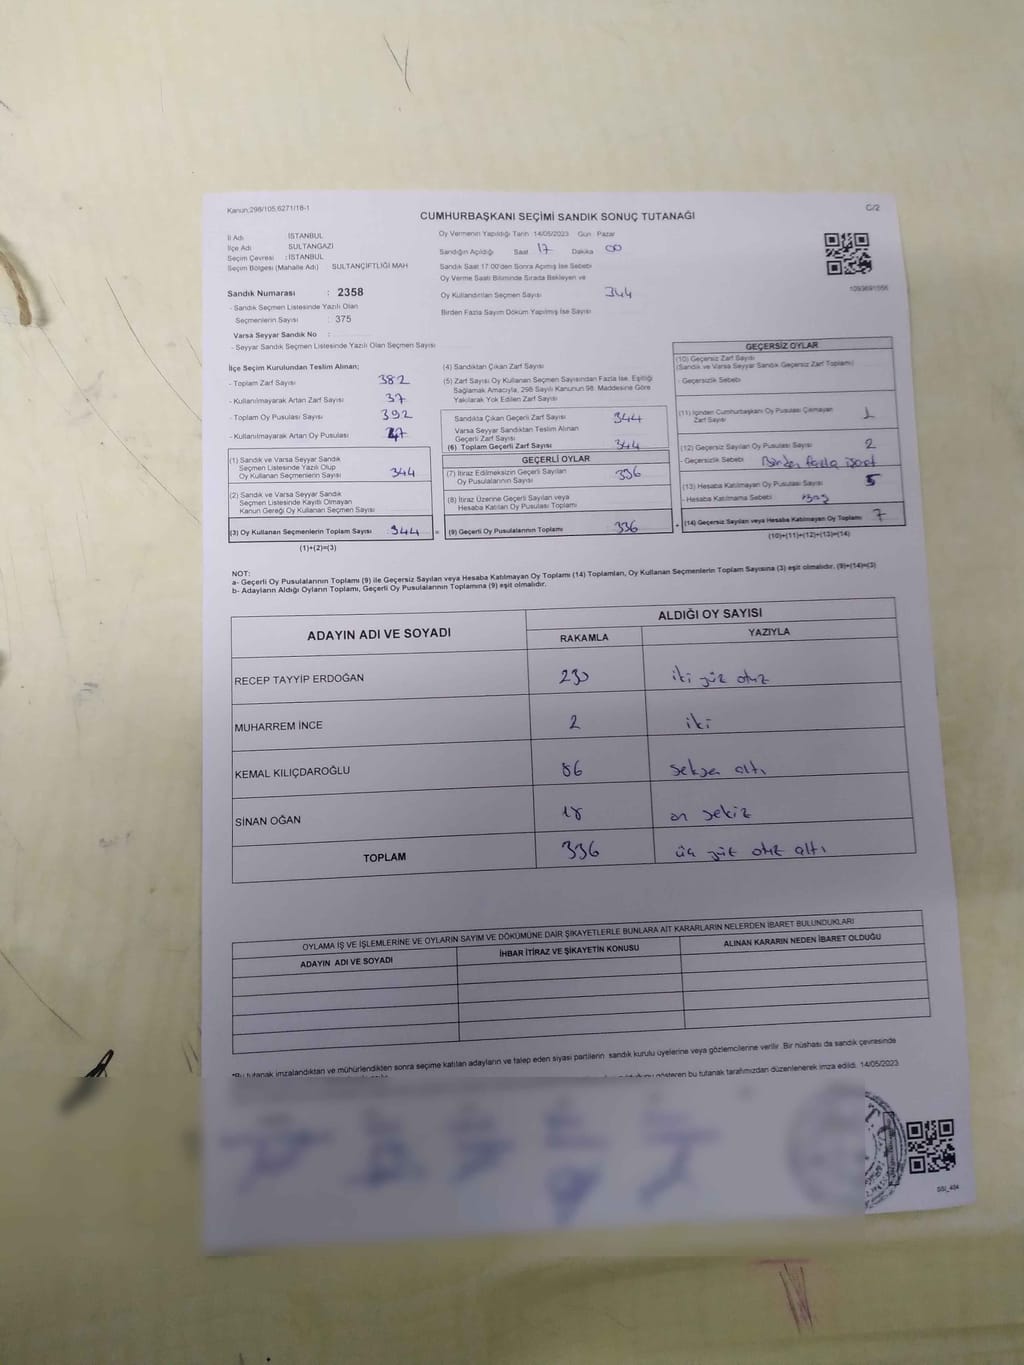 Kanun:298/105,6271/18-1
C/2
CUMHURBAŞKANI SEÇİMİ SANDIK SONUÇ TUTANAĞI
İl Adı : İSTANBUL
İlçe Adı SULTANGAZİ
Seçim Çevresi : İSTANBUL
Seçim Bölgesi (Mahalle Adı) SULTANÇİFTLİĞİ MAH
Sandık Numarası : 2358
- Sandık Seçmen Listesinde Yazılı Olan
Seçmenlerin Sayısı : 375
Varsa Seyyar Sandık No :
- Seyyar Sandık Seçmen Listesinde Yazılı Olan Seçmen Sayısı
Oy Vermenin Yapıldığı Tarih 14/05/2023 Gün Pazar
Sandığın Açıldığı Saat 17 Dakika 00
Sandık Saat 17:00'den Sonra Açılmış İse Sebebi
Oy Verme Saati Bitiminde Sırada Bekleyen ve
Oy Kullandırılan Seçmen Sayısı 344
Birden Fazla Sayım Döküm Yapılmış İse Sayısı
İlçe Seçim Kurulundan Teslim Alınan;
- Toplam Zarf Sayısı 382
- Kullanılmayarak Artan Zarf Sayısı 37
- Toplam Oy Pusulası Sayısı 392
- Kullanılmayarak Artan Oy Pusulası 47
(1) Sandık ve Varsa Seyyar Sandık
Seçmen Listesinde Yazılı Olup
Oy Kullanan Seçmenlerin Sayısı 344
(2) Sandık ve Varsa Seyyar Sandık
Seçmen Listesinde Kayıtlı Olmayan
Kanun Gereği Oy Kullanan Seçmen Sayısı
(3) Oy Kullanan Seçmenlerin Toplam Sayısı 344 =
(1)+(2)=(3)
(4) Sandıktan Çıkan Zarf Sayısı
(5) Zarf Sayısı Oy Kullanan Seçmen Sayısından Fazla İse, Eşitliği
Sağlamak Amacıyla, 298 Sayılı Kanunun 98. Maddesine Göre
Yakılarak Yok Edilen Zarf Sayısı
Sandıkta Çıkan Geçerli Zarf Sayısı 344
Varsa Seyyar Sandıktan Teslim Alınan
Geçerli Zarf Sayısı
(6) Toplam Geçerli Zarf Sayısı 344
GEÇERLİ OYLAR
(7) İtiraz Edilmeksizin Geçerli Sayılan
Oy Pusulasının Sayısı 336
(8) İtiraz Üzerine Geçerli Sayılan veya
Hesaba Katılan Oy Pusulası Toplamı
(9) Geçerli Oy Pusulalarının Toplamı 336 +
1093691556
GEÇERSİZ OYLAR
(10) Geçersiz Zarf Sayısı
(Sandık ve Varsa Seyyar Sandık Geçersiz Zarf Toplamı)
- Geçersizlik Sebebi
(11) İçinden Cumhurbaşkanı Oy Pusulası Çıkmayan
Zarf Sayısı 1
(12) Geçersiz Sayılan Oy Pusulası Sayısı 2
- Geçersizlik Sebebi Birden fazla işaret
(13) Hesaba Katılmayan Oy Pusulası Sayısı 5
- Hesaba Katılmama Sebebi Boş
(14) Geçersiz Sayılan veya Hesaba Katılmayan Oy Toplamı 7
(10)+(11)+(12)+(13)=(14)
NOT:
a- Geçerli Oy Pusulalarının Toplamı (9) ile Geçersiz Sayılan veya Hesaba Katılmayan Oy Toplamı (14) Toplamları, Oy Kullanan Seçmenlerin Toplam Sayısına (3) eşit olmalıdır. (9)+(14)=(3)
b- Adayların Aldığı Oyların Toplamı, Geçerli Oy Pusulalarının Toplamına (9) eşit olmalıdır.
ADAYIN ADI VE SOYADI
ALDIĞI OY SAYISI
RAKAMLA YAZIYLA
RECEP TAYYİP ERDOĞAN 230 iki yüz otuz
MUHARREM İNCE 2 iki
KEMAL KILIÇDAROĞLU 86 seksen altı
SİNAN OĞAN 18 on sekiz
TOPLAM 336 üç yüz otuz altı
OYLAMA İŞ VE İŞLEMLERİNE VE OYLARIN SAYIM VE DÖKÜMÜNE DAİR ŞİKAYETLERLE BUNLARA AİT KARARLARIN NELERDEN İBARET BULUNDUKLARI
ADAYIN ADI VE SOYADI İHBAR İTİRAZ VE ŞİKAYETİN KONUSU ALINAN KARARIN NEDEN İBARET OLDUĞU
*Bu tutanak imzalandıktan ve mühürlendikten sonra seçime katılan adayların ve talep eden siyasi partilerin sandık kurulu üyelerine veya gözlemcilerine verilir. Bir nüshası da sandık çevresinde
gösteren bu tutanak tarafımızdan düzenlenerek imza edildi. 14/05/2023